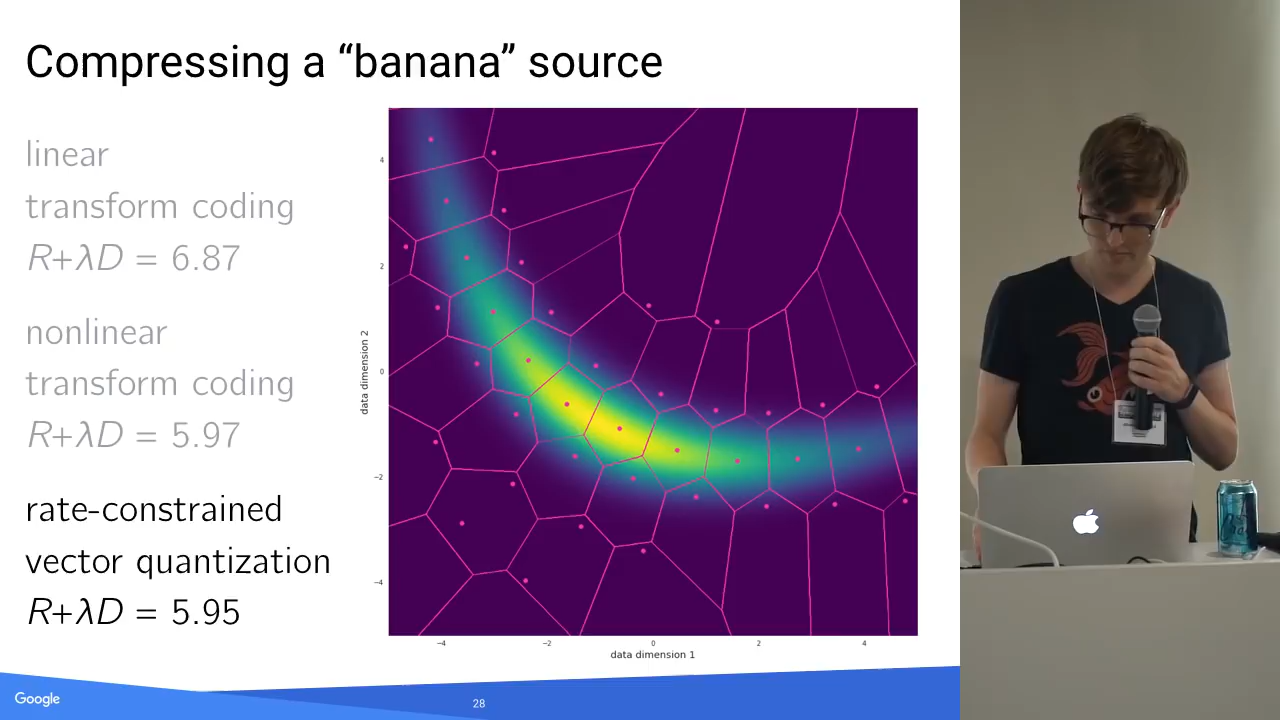 Compressing a “banana” source
linear
transform coding
R+λD = 6.87
nonlinear
transform coding
R+λD = 5.97
rate-constrained
vector quantization
R+λD = 5.95
data dimension 2
4
2
0
−2
−4
−4
−2
0
2
4
data dimension 1
Google
28